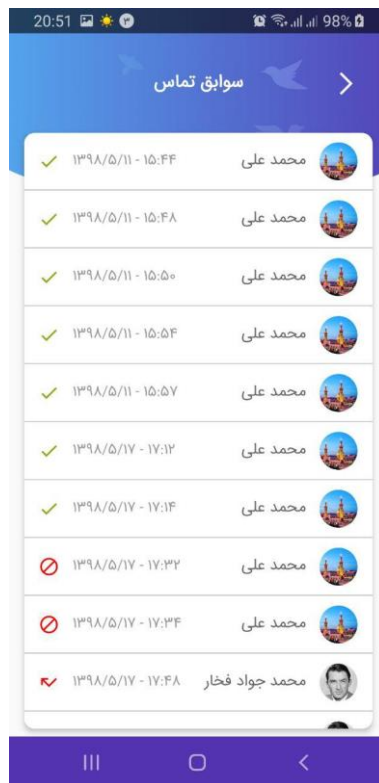 20:51 98%
سوابق تماس
محمد علی ۱۳۹۸/۵/۱۱ - ۱۵:۴۴
محمد علی ۱۳۹۸/۵/۱۱ - ۱۵:۴۸
محمد علی ۱۳۹۸/۵/۱۱ - ۱۵:۵۰
محمد علی ۱۳۹۸/۵/۱۱ - ۱۵:۵۴
محمد علی ۱۳۹۸/۵/۱۱ - ۱۵:۵۷
محمد علی ۱۳۹۸/۵/۱۷ - ۱۷:۱۲
محمد علی ۱۳۹۸/۵/۱۷ - ۱۷:۱۴
محمد علی ۱۳۹۸/۵/۱۷ - ۱۷:۳۲
محمد علی ۱۳۹۸/۵/۱۷ - ۱۷:۳۴
محمد جواد فخار ۱۳۹۸/۵/۱۷ - ۱۷:۴۸